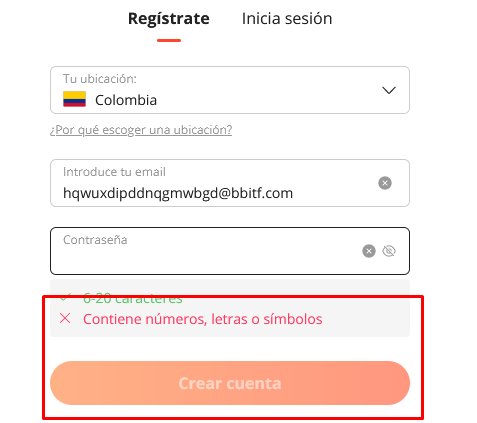 Regístrate Inicia sesión
Tu ubicación:
Colombia
¿Por qué escoger una ubicación?
Introduce tu email
hqwuxdipddnqgmwbgd@bbitf.com
Contraseña
6-20 caracteres
Contiene números, letras o símbolos
Crear cuenta